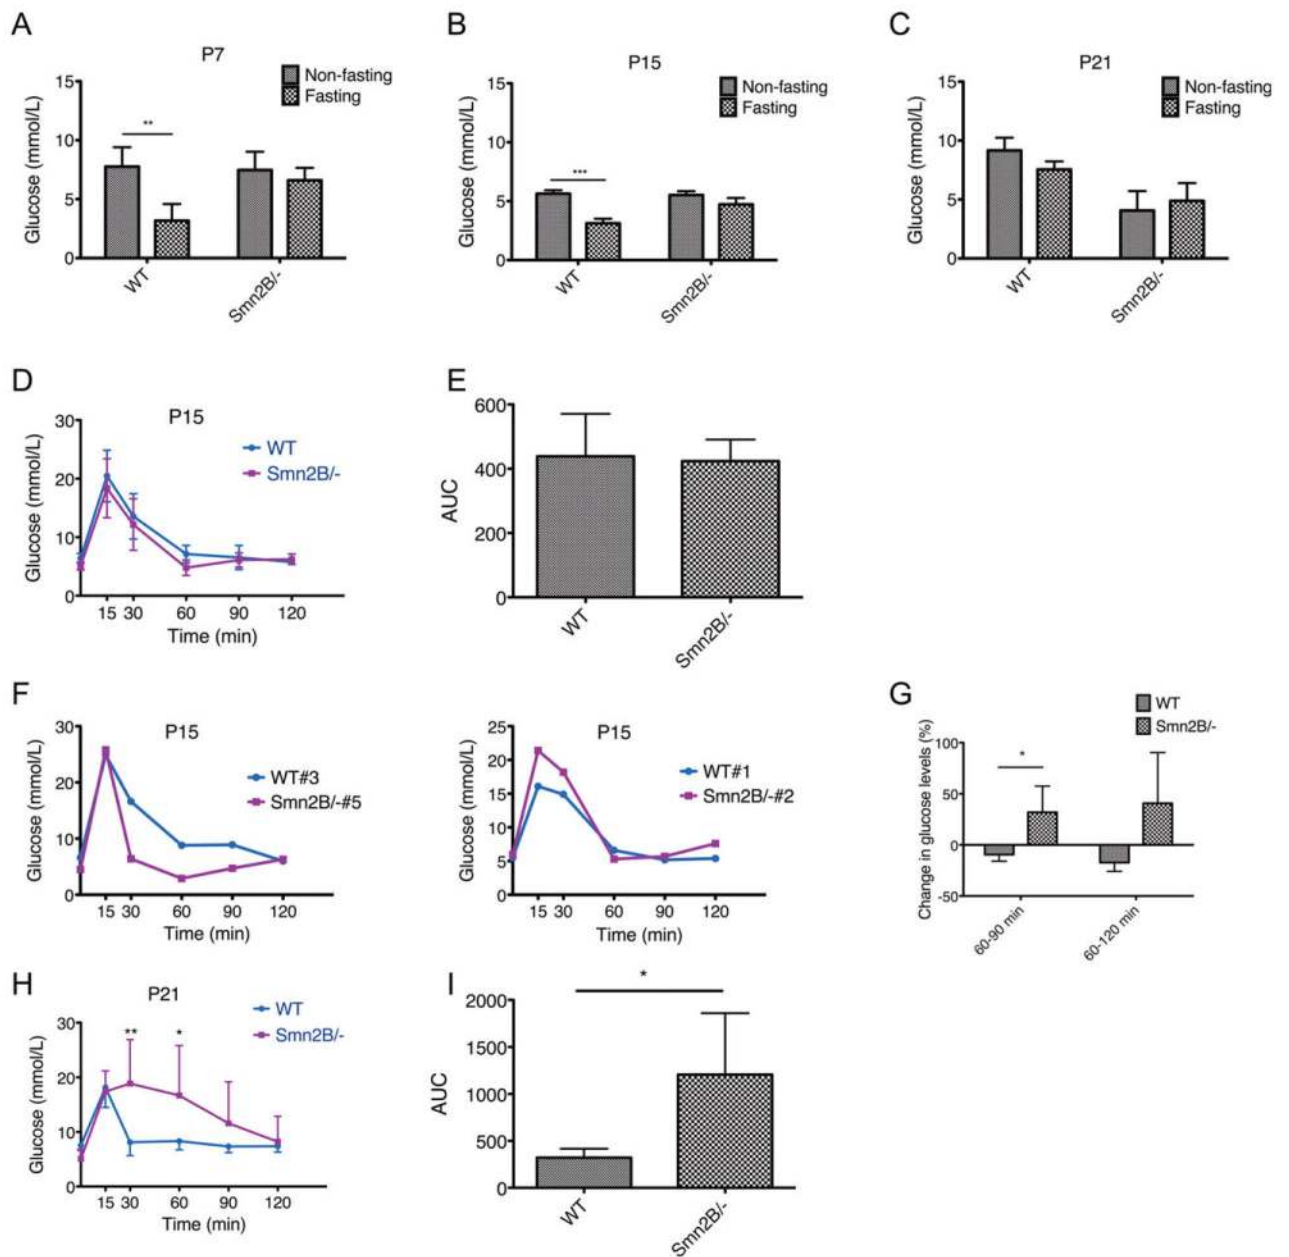 A
P7
Non-fasting
Fasting
Glucose (mmol/L)
15
10
5
0
**
WT
Smn2B/-
B
P15
Non-fasting
Fasting
Glucose (mmol/L)
15
10
5
0
***
WT
Smn2B/-
C
P21
Non-fasting
Fasting
Glucose (mmol/L)
15
10
5
0
WT
Smn2B/-
D
P15
WT
Smn2B/-
Glucose (mmol/L)
30
20
10
0
15 30 60 90 120
Time (min)
E
AUC
600
400
200
0
WT
Smn2B/-
F
P15
WT#3
Smn2B/-#5
Glucose (mmol/L)
30
20
10
0
15 30 60 90 120
Time (min)
P15
WT#1
Smn2B/-#2
Glucose (mmol/L)
25
20
15
10
5
0
15 30 60 90 120
Time (min)
G
WT
Smn2B/-
Change in glucose levels (%)
100
50
0
-50
*
60-90 min
60-120 min
H
P21
WT
Smn2B/-
Glucose (mmol/L)
30
20
10
0
** *
15 30 60 90 120
Time (min)
I
*
AUC
2000
1500
1000
500
0
WT
Smn2B/-